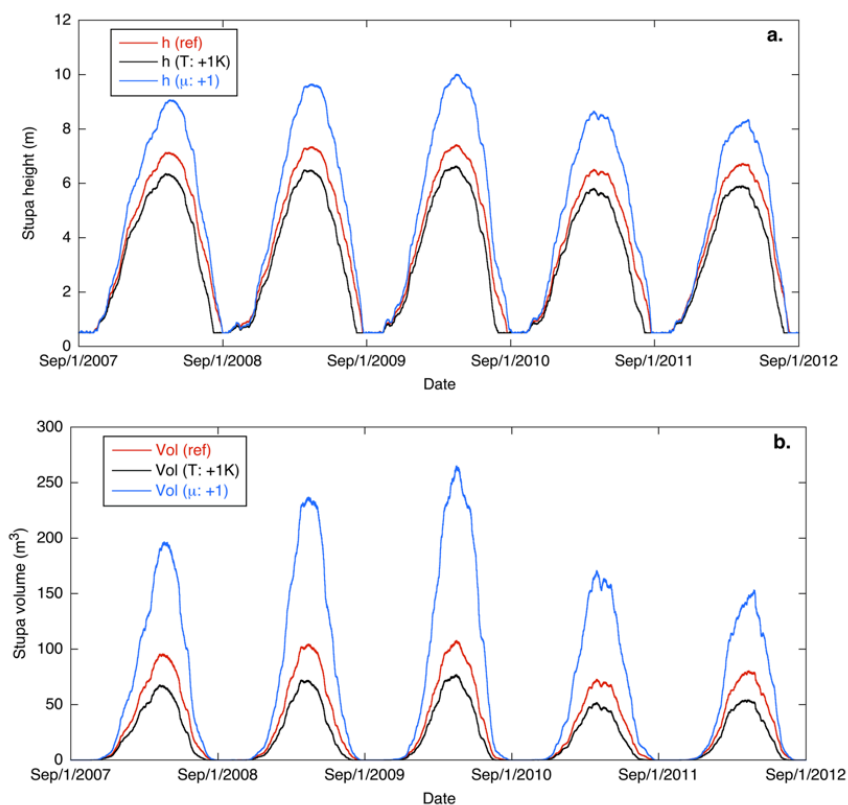 12
10
8
6
4
2
0
Stupa height (m)
h (ref)
h (T: +1K)
h (μ: +1)
a.
Sep/1/2007 Sep/1/2008 Sep/1/2009 Sep/1/2010 Sep/1/2011 Sep/1/2012
Date
300
250
200
150
100
50
0
Stupa volume (m³)
Vol (ref)
Vol (T: +1K)
Vol (μ: +1)
b.
Sep/1/2007 Sep/1/2008 Sep/1/2009 Sep/1/2010 Sep/1/2011 Sep/1/2012
Date